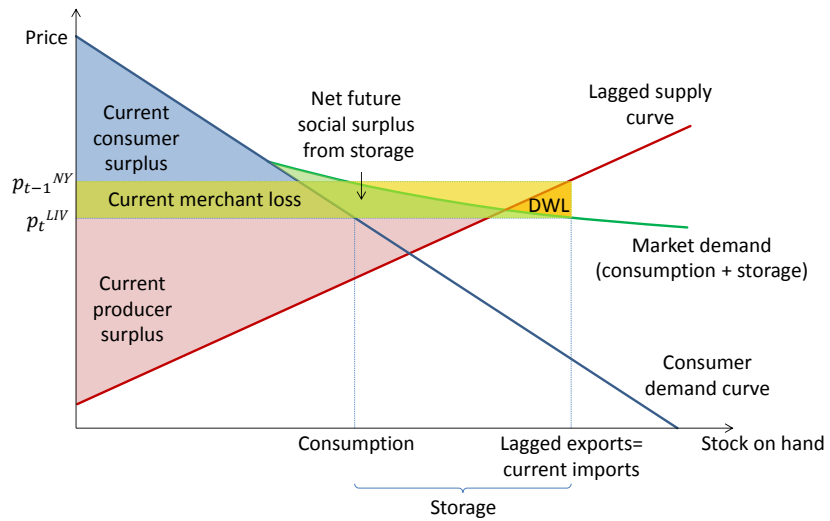 Price
Current
consumer
surplus
Net future
social surplus
from storage
Lagged supply
curve
p_{t−1}^{NY}
Current merchant loss
p_t^{LIV}
DWL
Market demand
(consumption + storage)
Current
producer
surplus
Consumer
demand curve
Consumption
Lagged exports=
current imports
Stock on hand
Storage